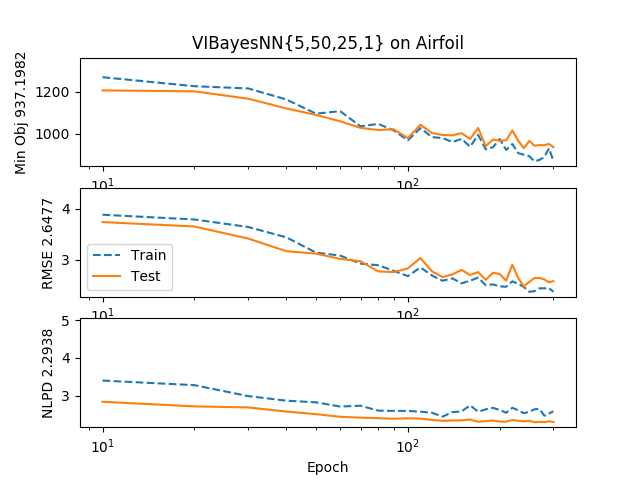 VIBayesNN{5,50,25,1} on Airfoil
Min Obj 937.1982
1200
1000
10¹
10²
RMSE 2.6477
4
3
Train
Test
10¹
10²
NLPD 2.2938
5
4
3
10¹
10²
Epoch